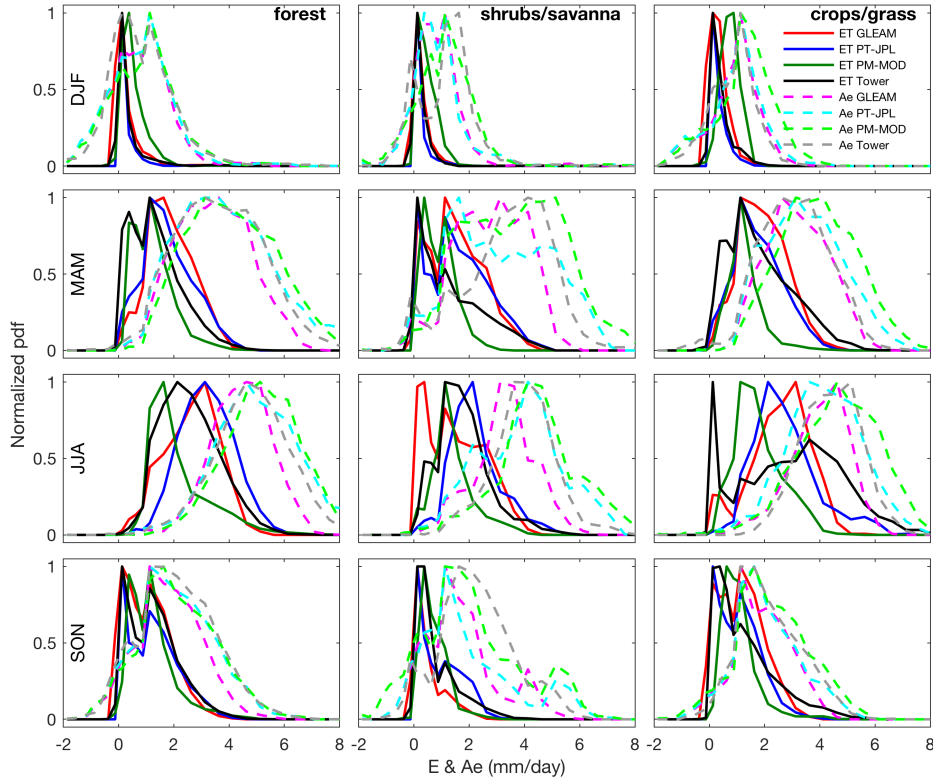 forest
shrubs/savanna
crops/grass
ET GLEAM
ET PT-JPL
ET PM-MOD
ET Tower
Ae GLEAM
Ae PT-JPL
Ae PM-MOD
Ae Tower
DJF
1
0.5
0
MAM
1
0.5
0
JJA
1
0.5
0
SON
1
0.5
0
Normalized pdf
-2 0 2 4 6 8
-2 0 2 4 6 8
-2 0 2 4 6 8
E & Ae (mm/day)